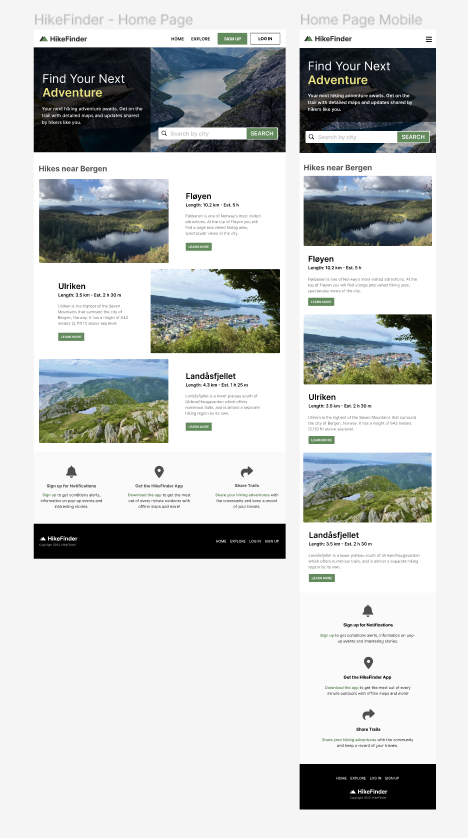 HikeFinder - Home Page
HikeFinder
HOME EXPLORE SIGN UP LOG IN
Find Your Next
Adventure
Your next hiking adventure awaits. Get on the
trail with detailed maps and updates shared
by hikers like you.
Search by city SEARCH
Hikes near Bergen
Fløyen
Length: 10.2 km - Est. 5 h
Fløibanen is one of Norway's most visited
attractions. At the top of Fløyen you will
find a stage and varied hiking area,
spectacular views of the city.
LEARN MORE
Ulriken
Length: 3.5 km - Est. 2 h 30 m
Ulriken is the highest of the Seven
Mountains that surround the city of
Bergen, Norway. It has a height of 643
meters (2,110 ft) above sea level.
LEARN MORE
Landåsfjellet
Length: 4.3 km - Est. 1 h 25 m
Landåsfjellet is a lower plateau south of
Ulriken/Haugavarden which offers
numerous trails, and is almost a separate
hiking region by its own.
LEARN MORE
Sign up for Notifications
Sign up to get conditions alerts,
information on pop-up events and
interesting stories.
Get the HikeFinder App
Download the app to get the most
out of every minute outdoors with
offline maps and more!
Share Trails
Share your hiking adventures with
the community and keep a record
of your travels.
HikeFinder
Copyright 2022, HikeFinder
HOME EXPLORE LOG IN SIGN UP
Home Page Mobile
HikeFinder
Find Your Next
Adventure
Your next hiking adventure awaits. Get on the
trail with detailed maps and updates shared by
hikers like you.
Search by city SEARCH
Hikes near Bergen
Fløyen
Length: 10.2 km - Est. 5 h
Fløibanen is one of Norway's most visited attractions. At the
top of Fløyen you will find a stage and varied hiking area,
spectacular views of the city.
LEARN MORE
Ulriken
Length: 3.5 km - Est. 2 h 30 m
Ulriken is the highest of the Seven Mountains that surround
the city of Bergen, Norway. It has a height of 643 meters
(2,110 ft) above sea level.
LEARN MORE
Landåsfjellet
Length: 3.5 km - Est. 2 h 30 m
Landåsfjellet is a lower plateau south of Ulriken/Haugavarden
which offers numerous trails, and is almost a separate hiking
region by its own.
LEARN MORE
Sign up for Notifications
Sign up to get conditions alerts, information on pop-
up events and interesting stories.
Get the HikeFinder App
Download the app to get the most out of every
minute outdoors with offline maps and more!
Share Trails
Share your hiking adventures with the community
and keep a record of your travels.
HOME EXPLORE LOG IN SIGN UP
HikeFinder
Copyright 2022, HikeFinder